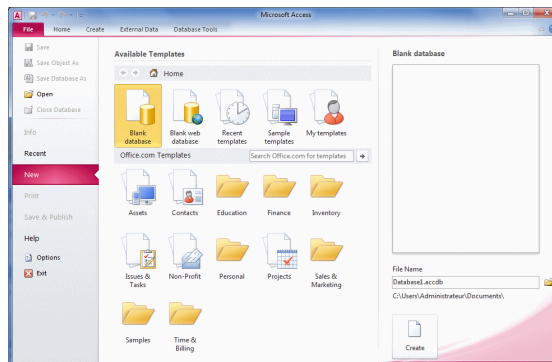 Microsoft Access
File Home Create External Data Database Tools
Save
Save Object As
Save Database As
Open
Close Database
Info
Recent
New
Print
Save & Publish
Help
Options
Exit
Available Templates
Home
Blank database
Blank web database
Recent templates
Sample templates
My templates
Office.com Templates
Search Office.com for templates
Assets
Contacts
Education
Finance
Inventory
Issues & Tasks
Non-Profit
Personal
Projects
Sales & Marketing
Samples
Time & Billing
Blank database
File Name
Database1.accdb
C:\Users\Administrateur\Documents\
Create